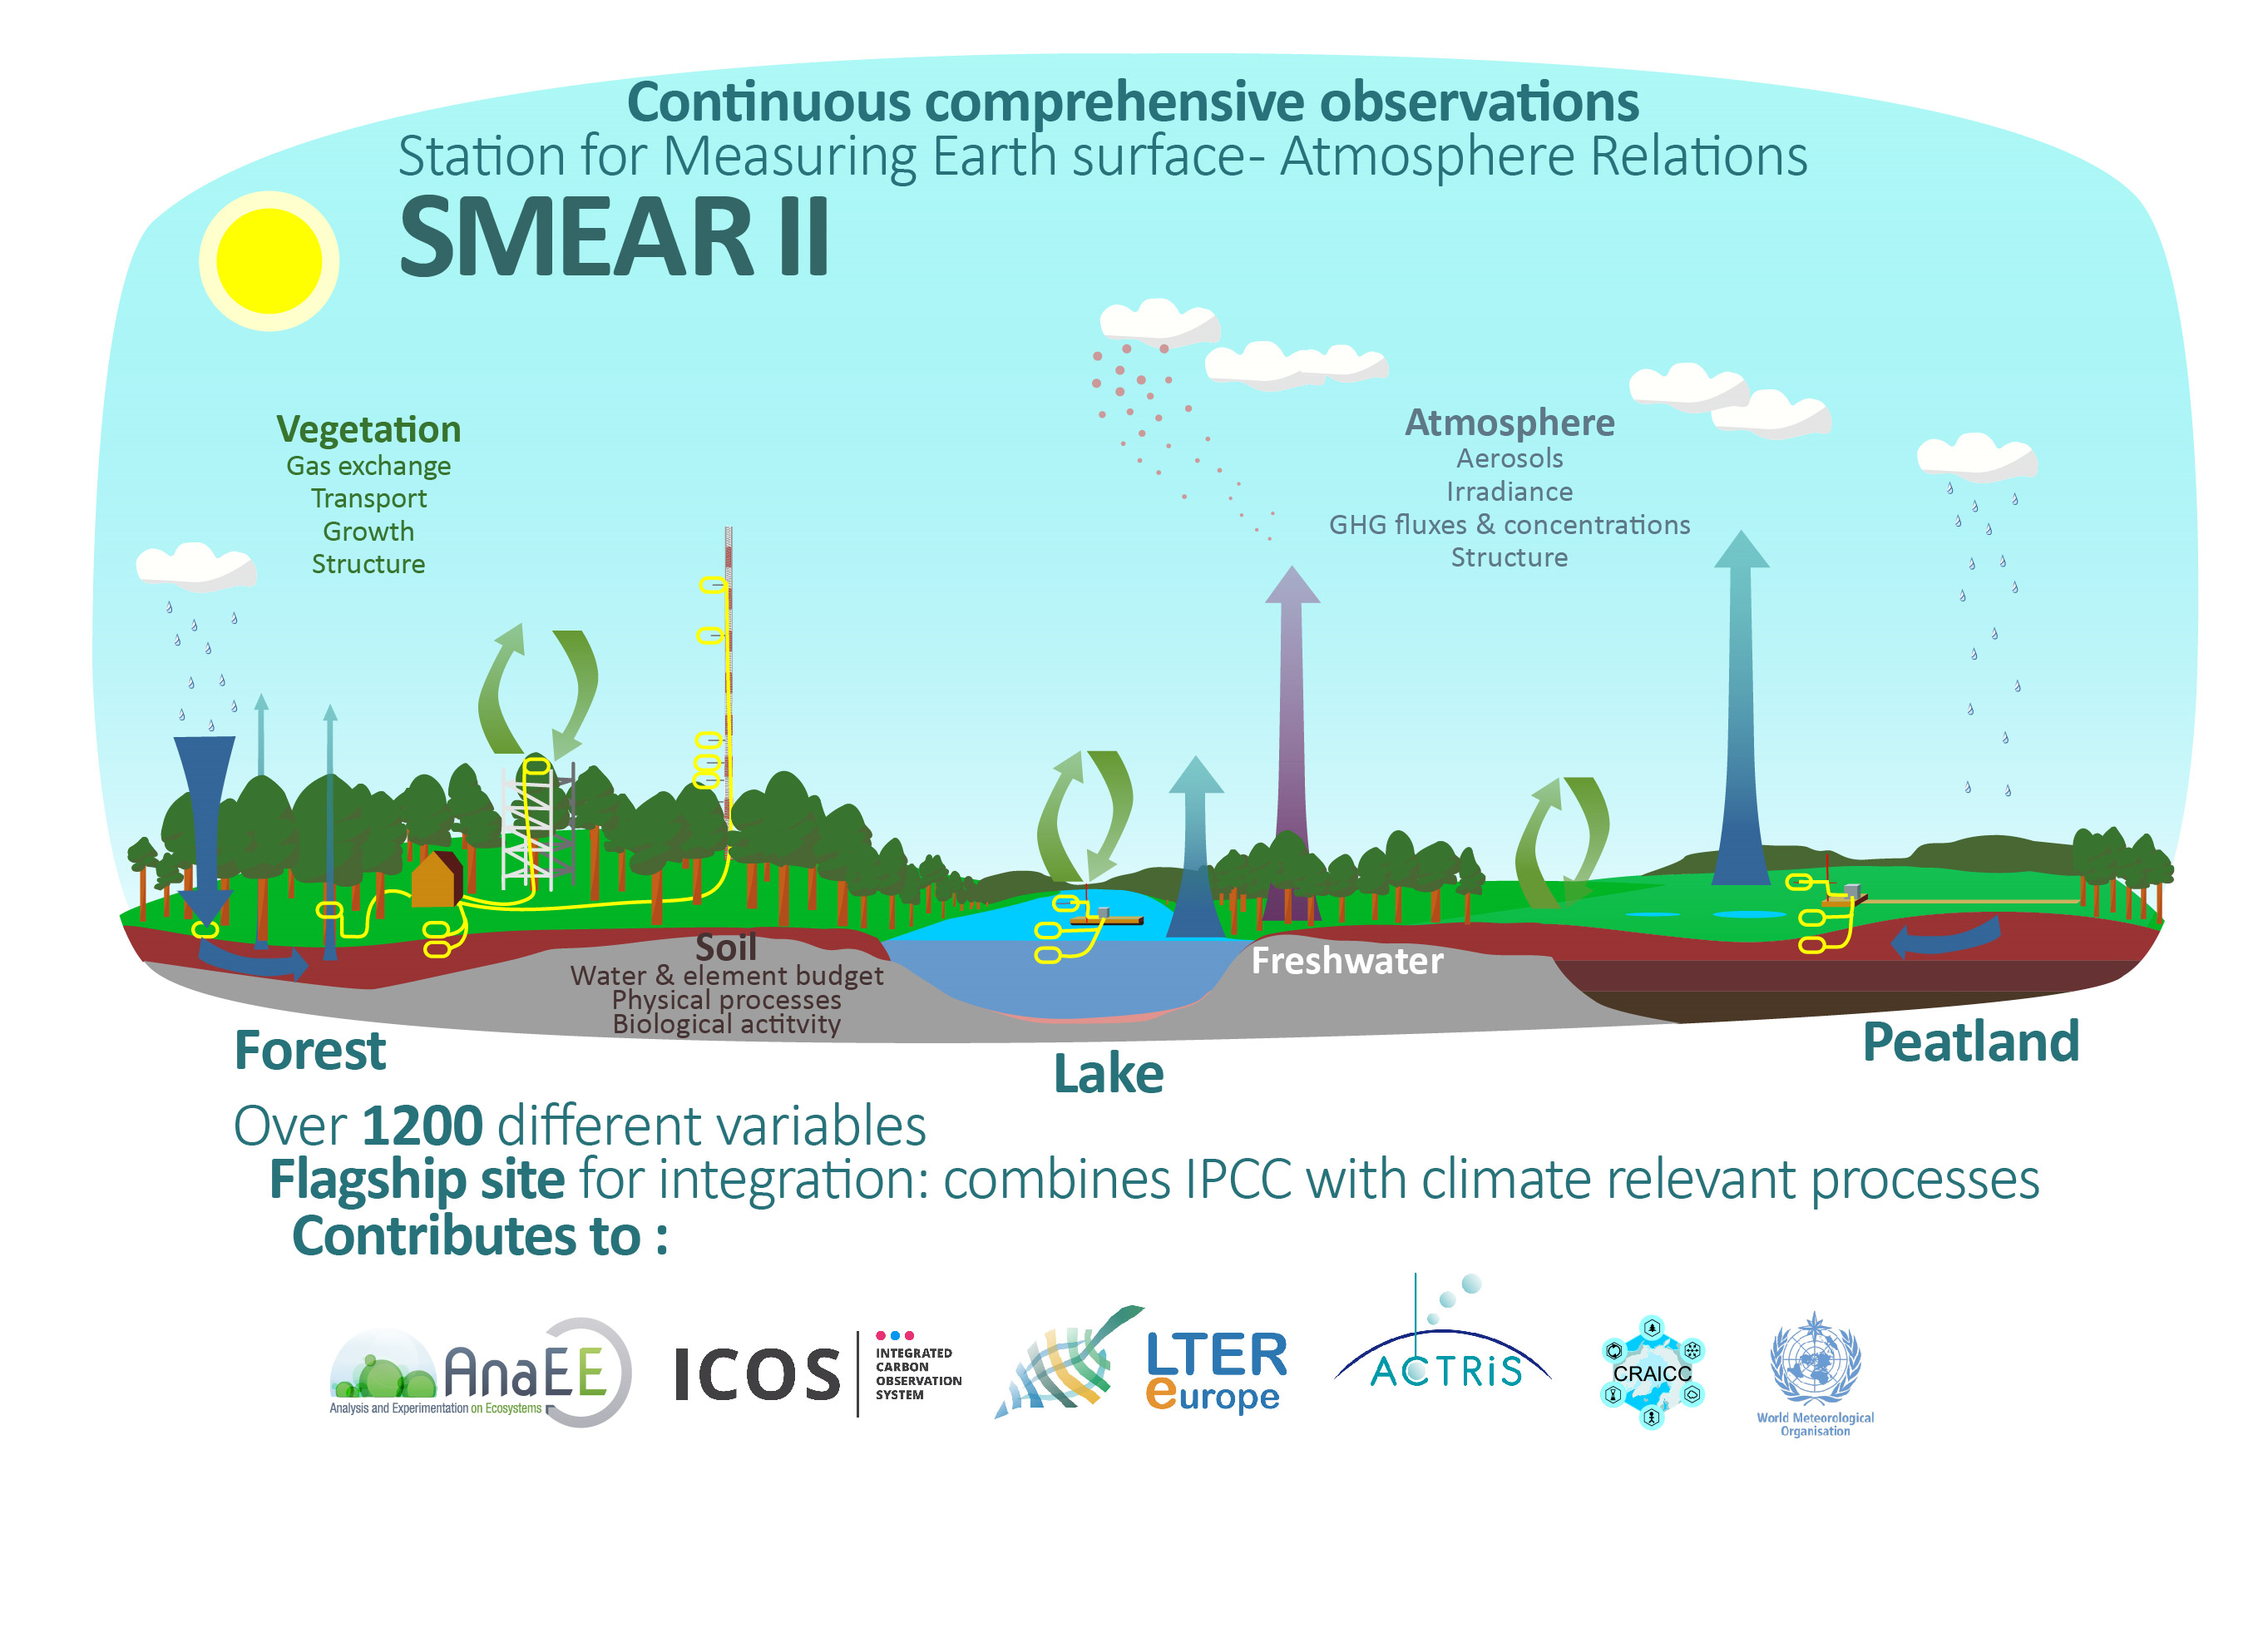 Continuous comprehensive observations
Station for Measuring Earth surface- Atmosphere Relations
SMEAR II
Vegetation
Gas exchange
Transport
Growth
Structure
Atmosphere
Aerosols
Irradiance
GHG fluxes & concentrations
Structure
Soil
Water & element budget
Physical processes
Biological actitvity
Freshwater
Forest
Lake
Peatland
Over 1200 different variables
Flagship site for integration: combines IPCC with climate relevant processes
Contributes to :
AnaEE
Analysis and Experimentation on Ecosystems
ICOS
INTEGRATED
CARBON
OBSERVATION
SYSTEM
LTER
europe
ACTRiS
CRAICC
World Meteorological
Organisation